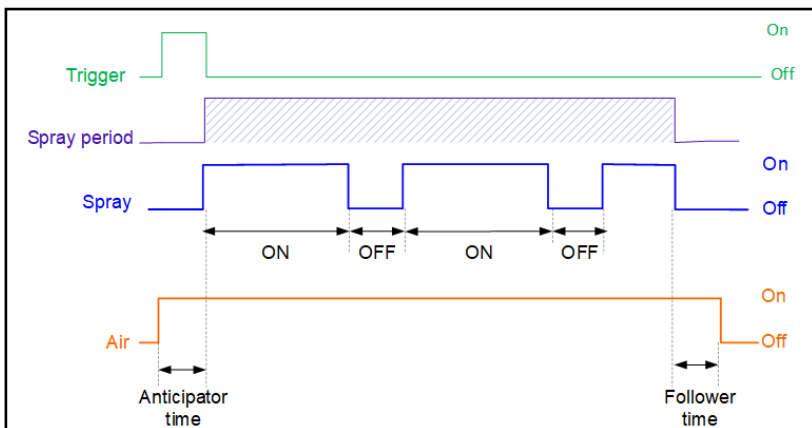 On
Trigger
Off
Spray period
On
Spray
Off
ON
OFF
ON
OFF
On
Air
Off
Anticipator
time
Follower
time